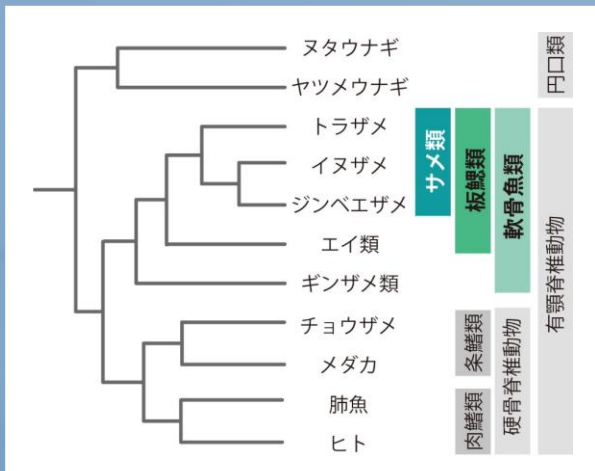 ヌタウナギ
ヤツメウナギ
トラザメ
イヌザメ
ジンベエザメ
エイ類
ギンザメ類
チョウザメ
メダカ
肺魚
ヒト
サメ類
板鰓類
軟骨魚類
円口類
有顎脊椎動物
条鰭類
肉鰭類
硬骨脊椎動物